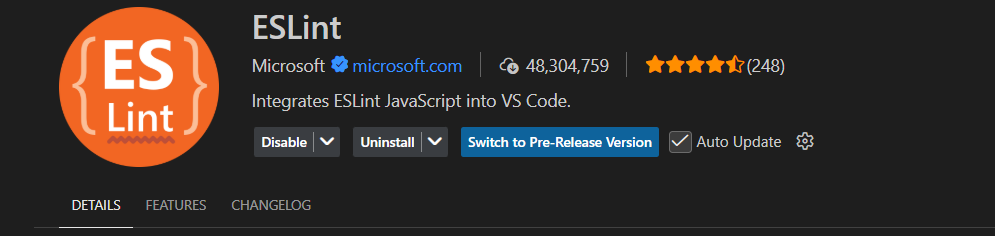 ES
Lint
ESLint
Microsoft microsoft.com 48,304,759 (248)
Integrates ESLint JavaScript into VS Code.
Disable Uninstall Switch to Pre-Release Version Auto Update
DETAILS FEATURES CHANGELOG